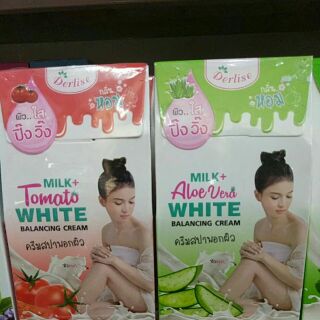 Derlise
กลิ่น
หอม
ผิว..ใส
ปิ๊ง วิ้ง
MILK+
Tomato
WHITE
BALANCING CREAM
ครีมสปาพอกผิว
Derlise
กลิ่น
หอม
ผิว..ใส
ปิ๊ง วิ้ง
MILK+
Aloe Vera
WHITE
BALANCING CREAM
ครีมสปาพอกผิว